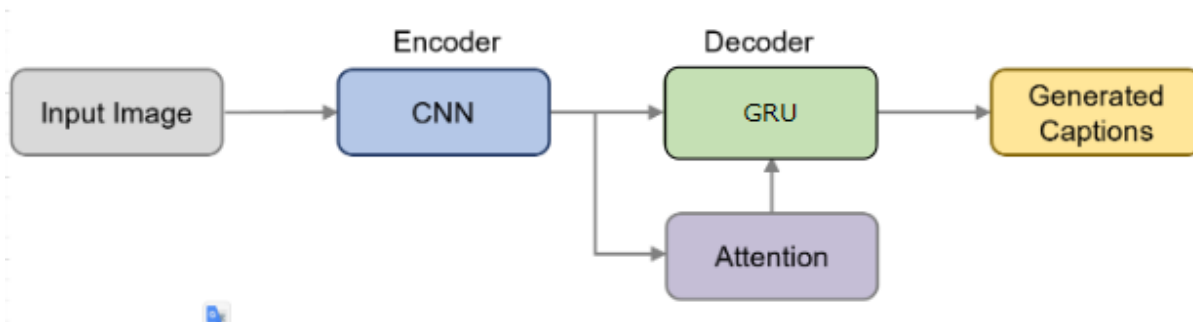 Encoder
Decoder
Input Image
CNN
GRU
Generated
Captions
Attention